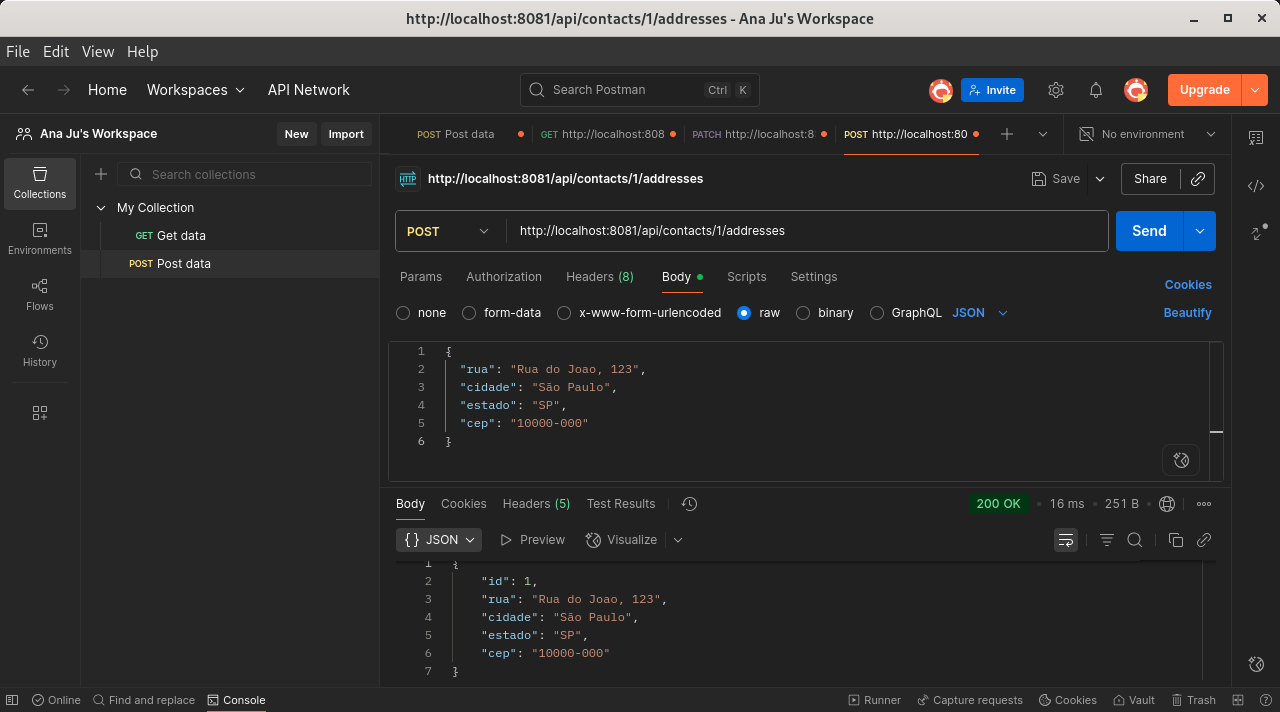 http://localhost:8081/api/contacts/1/addresses - Ana Ju's Workspace
File Edit View Help
Home Workspaces API Network Search Postman Ctrl K Invite Upgrade
Ana Ju's Workspace New Import POST Post data GET http://localhost:808 PATCH http://localhost:8 POST http://localhost:80 No environment
Collections
Environments
Flows
History
Search collections
My Collection
GET Get data
POST Post data
HTTP http://localhost:8081/api/contacts/1/addresses Save Share
POST http://localhost:8081/api/contacts/1/addresses Send
Params Authorization Headers (8) Body Scripts Settings Cookies
none form-data x-www-form-urlencoded raw binary GraphQL JSON Beautify
1 {
2 "rua": "Rua do Joao, 123",
3 "cidade": "São Paulo",
4 "estado": "SP",
5 "cep": "10000-000"
6 }
Body Cookies Headers (5) Test Results 200 OK 16 ms 251 B
{} JSON Preview Visualize
1 {
2 "id": 1,
3 "rua": "Rua do Joao, 123",
4 "cidade": "São Paulo",
5 "estado": "SP",
6 "cep": "10000-000"
7 }
Online Find and replace Console Runner Capture requests Cookies Vault Trash